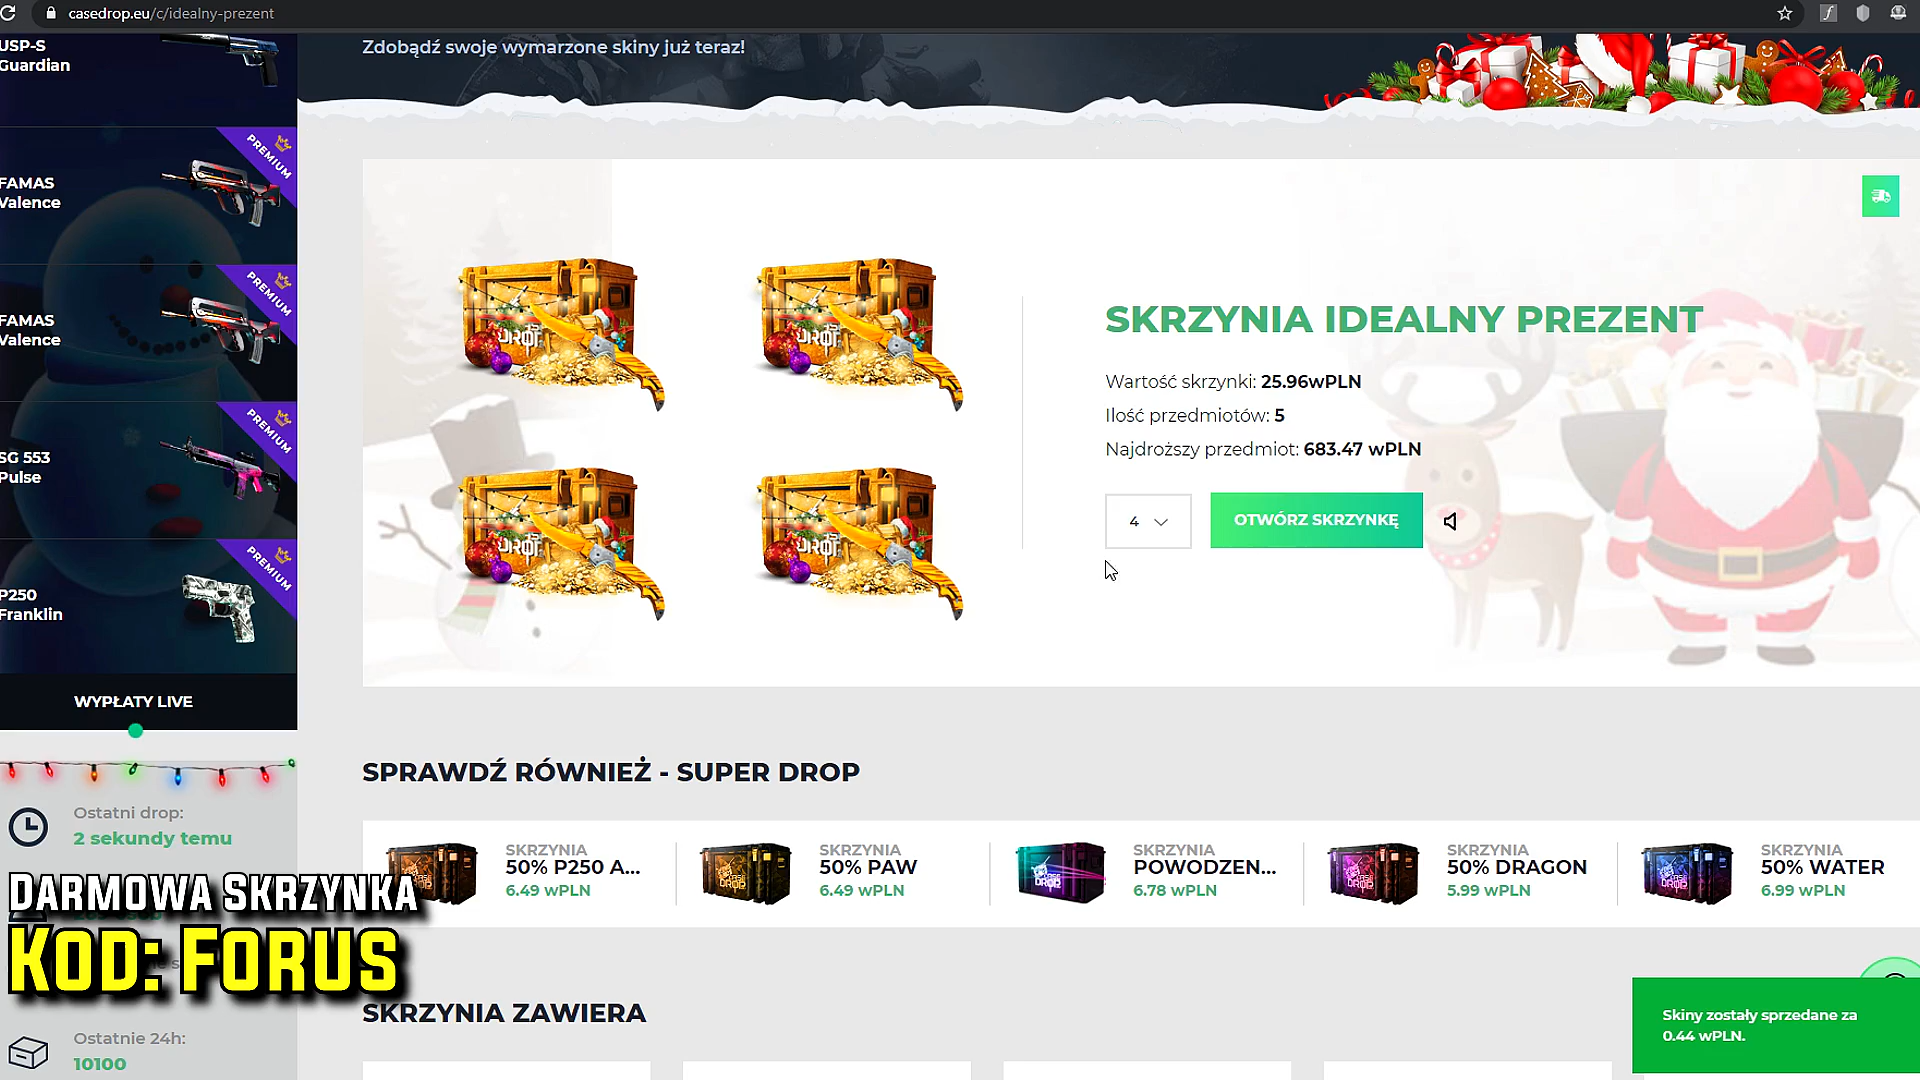 casedrop.eu/c/idealny-prezent
Zdobądź swoje wymarzone skiny już teraz!
USP-S
Guardian
PREMIUM
FAMAS
Valence
PREMIUM
FAMAS
Valence
PREMIUM
SG 553
Pulse
PREMIUM
P250
Franklin
WYPŁATY LIVE
Ostatni drop:
2 sekundy temu
DARMOWA SKRZYNKA
KOD: FORUS
Ostatnie 24h:
10100
SKRZYNIA IDEALNY PREZENT
Wartość skrzynki: 25.96wPLN
Ilość przedmiotów: 5
Najdroższy przedmiot: 683.47 wPLN
4
OTWÓRZ SKRZYNKĘ
SPRAWDŹ RÓWNIEŻ - SUPER DROP
SKRZYNIA
50% P250 A...
6.49 wPLN
SKRZYNIA
50% PAW
6.49 wPLN
SKRZYNIA
POWODZEN...
6.78 wPLN
SKRZYNIA
50% DRAGON
5.99 wPLN
SKRZYNIA
50% WATER
6.99 wPLN
SKRZYNIA ZAWIERA
Skiny zostały sprzedane za
0.44 wPLN.